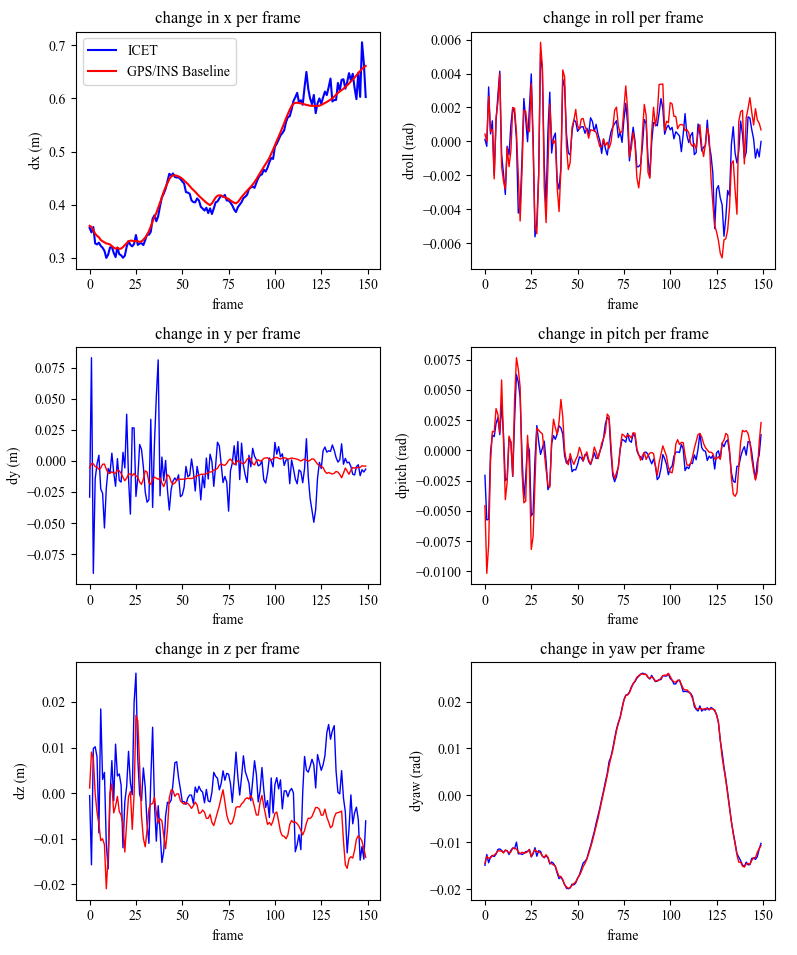 change in x per frame
dx (m)
0.7
0.6
0.5
0.4
0.3
ICET
GPS/INS Baseline
0 25 50 75 100 125 150
frame
change in roll per frame
droll (rad)
0.006
0.004
0.002
0.000
−0.002
−0.004
−0.006
0 25 50 75 100 125 150
frame
change in y per frame
dy (m)
0.075
0.050
0.025
0.000
−0.025
−0.050
−0.075
0 25 50 75 100 125 150
frame
change in pitch per frame
dpitch (rad)
0.0075
0.0050
0.0025
0.0000
−0.0025
−0.0050
−0.0075
−0.0100
0 25 50 75 100 125 150
frame
change in z per frame
dz (m)
0.02
0.01
0.00
−0.01
−0.02
0 25 50 75 100 125 150
frame
change in yaw per frame
dyaw (rad)
0.02
0.01
0.00
−0.01
−0.02
0 25 50 75 100 125 150
frame